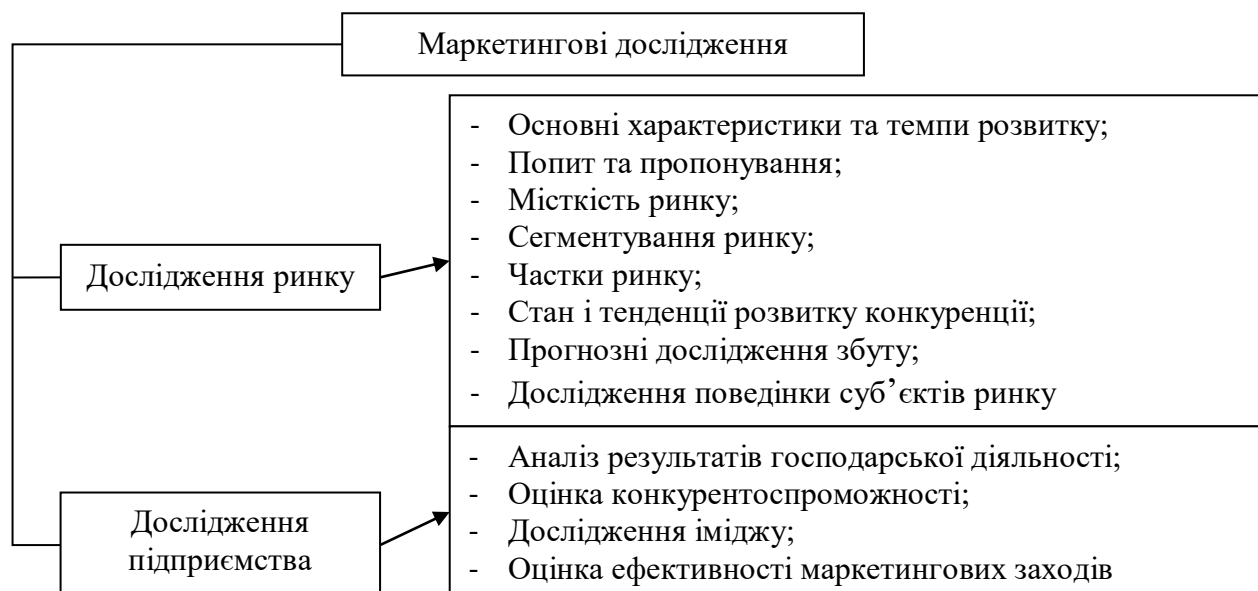 Маркетингові дослідження
- Основні характеристики та темпи розвитку;
- Попит та пропонування;
- Місткість ринку;
- Сегментування ринку;
- Частки ринку;
- Стан і тенденції розвитку конкуренції;
- Прогнозні дослідження збуту;
- Дослідження поведінки суб’єктів ринку
Дослідження ринку
- Аналіз результатів господарської діяльності;
- Оцінка конкурентоспроможності;
- Дослідження іміджу;
- Оцінка ефективності маркетингових заходів
Дослідження
підприємства